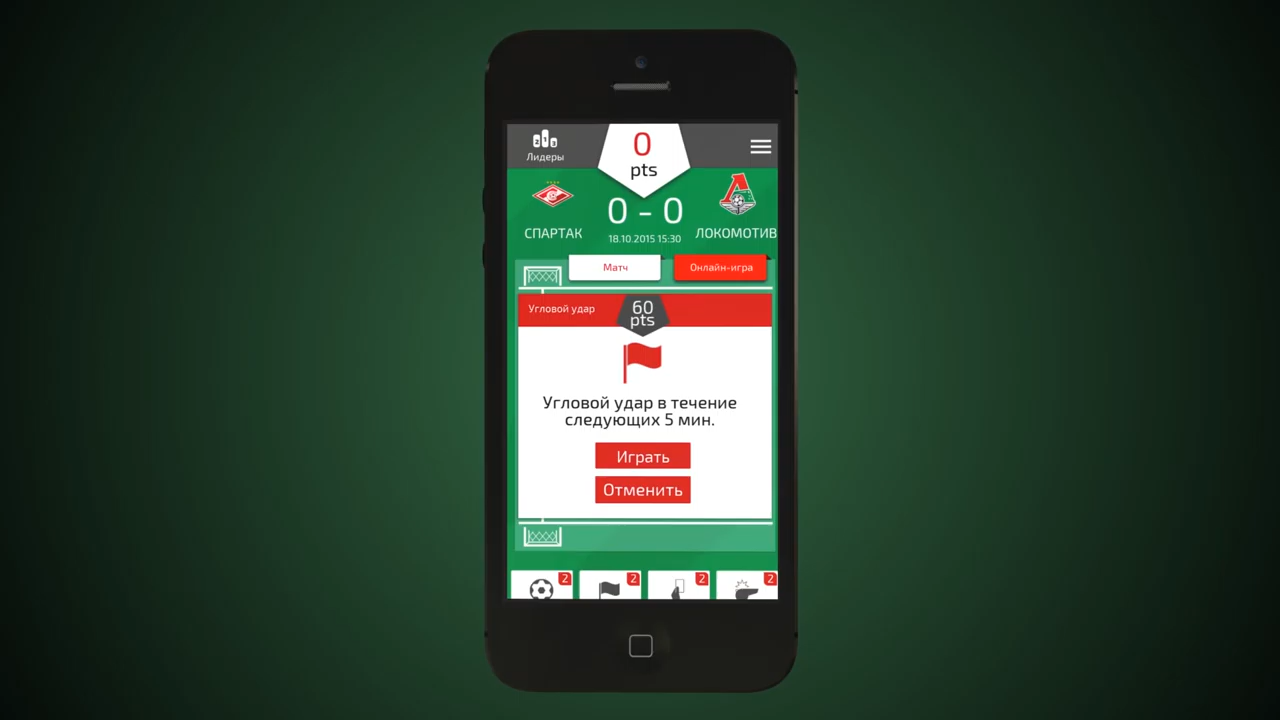 Лидеры
0
pts
0 - 0
СПАРТАК
18.10.2015 15:30
ЛОКОМОТИВ
Матч
Онлайн-игра
Угловой удар
60
pts
Угловой удар в течение
следующих 5 мин.
Играть
Отменить
2
2
2
2